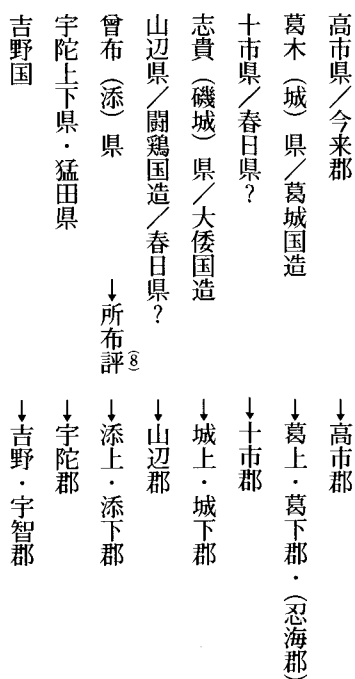 高市県／今来郡　→高市郡
葛木（城）県／葛城国造　→葛上・葛下郡・（忍海郡）
十市県／春日県？　→十市郡
志貴（磯城）県／大倭国造　→城上・城下郡
山辺県／闘鶏国造／春日県？　→山辺郡
曾布（添）県　→所布評(8)　→添上・添下郡
宇陀上下県・猛田県　→宇陀郡
吉野国　→吉野・宇智郡